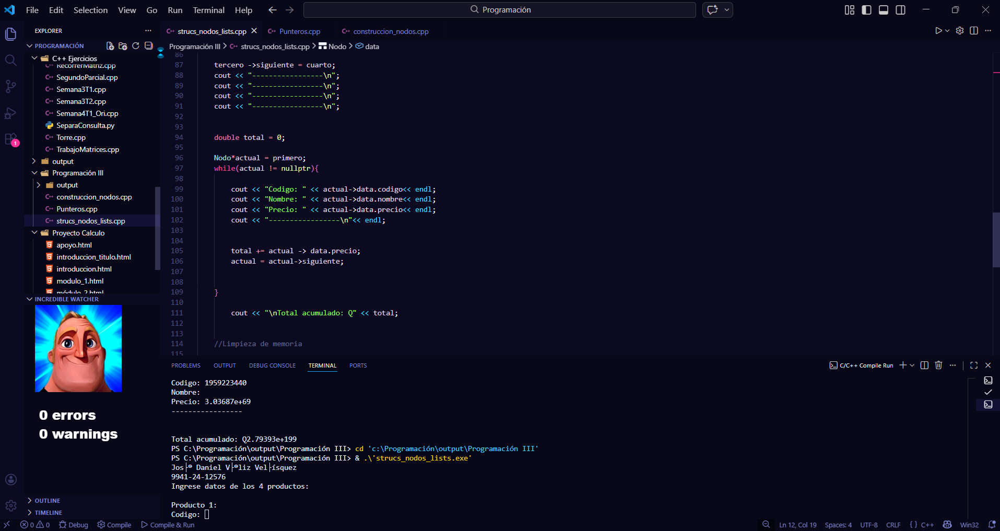 File Edit Selection View Go Run Terminal Help
Programación
EXPLORER
PROGRAMACIÓN
C++ Ejercicios
RecorrerMatriz.cpp
SegundoParcial.cpp
Semana3T1.cpp
Semana3T2.cpp
Semana4T1_Ori.cpp
SeparaConsulta.py
Torre.cpp
TrabajoMatrices.cpp
output
Programación III
output
construccion_nodos.cpp
Punteros.cpp
strucs_nodos_lists.cpp
Proyecto Calculo
apoyo.html
introduccion_titulo.html
introduccion.html
modulo_1.html
módulo_2.html
INCREDIBLE WATCHER
0 errors
0 warnings
OUTLINE
TIMELINE
strucs_nodos_lists.cpp Punteros.cpp construccion_nodos.cpp
Programación III > strucs_nodos_lists.cpp > Nodo > data
86
87 tercero ->siguiente = cuarto;
88 cout << "-----------------\n";
89 cout << "-----------------\n";
90 cout << "-----------------\n";
91 cout << "-----------------\n";
92
93
94 double total = 0;
95
96 Nodo*actual = primero;
97 while(actual != nullptr){
98
99 cout << "Codigo: " << actual->data.codigo<< endl;
100 cout << "Nombre: " << actual->data.nombre<< endl;
101 cout << "Precio: " << actual->data.precio<< endl;
102 cout << "-----------------\n"<< endl;
103
104
105 total += actual -> data.precio;
106 actual = actual->siguiente;
107
108
109 }
110
111 cout << "\nTotal acumulado: Q" << total;
112
113
114 //Limpieza de memoria
115
PROBLEMS OUTPUT DEBUG CONSOLE TERMINAL PORTS
C/C++ Compile Run
Codigo: 1959223440
Nombre:
Precio: 3.03687e+69
-----------------
Total acumulado: Q2.79393e+199
PS C:\Programación\output\Programación III> cd 'c:\Programación\output\Programación III'
PS C:\Programación\output\Programación III> & .\'strucs_nodos_lists.exe'
Jos├® Daniel V├®liz Vel├ísquez
9941-24-12576
Ingrese datos de los 4 productos:
Producto 1:
Codigo:
1
0 0 Debug Compile Compile & Run
Ln 12, Col 19 Spaces: 4 UTF-8 CRLF {} C++ Win32